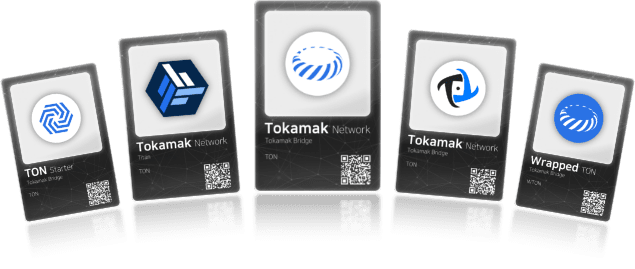 TON Starter
Tokamak Bridge
TON
Tokamak Network
Titan
TON
Tokamak Network
Tokamak Bridge
TON
Tokamak Network
Tokamak Bridge
TON
Wrapped TON
Tokamak Bridge
WTON